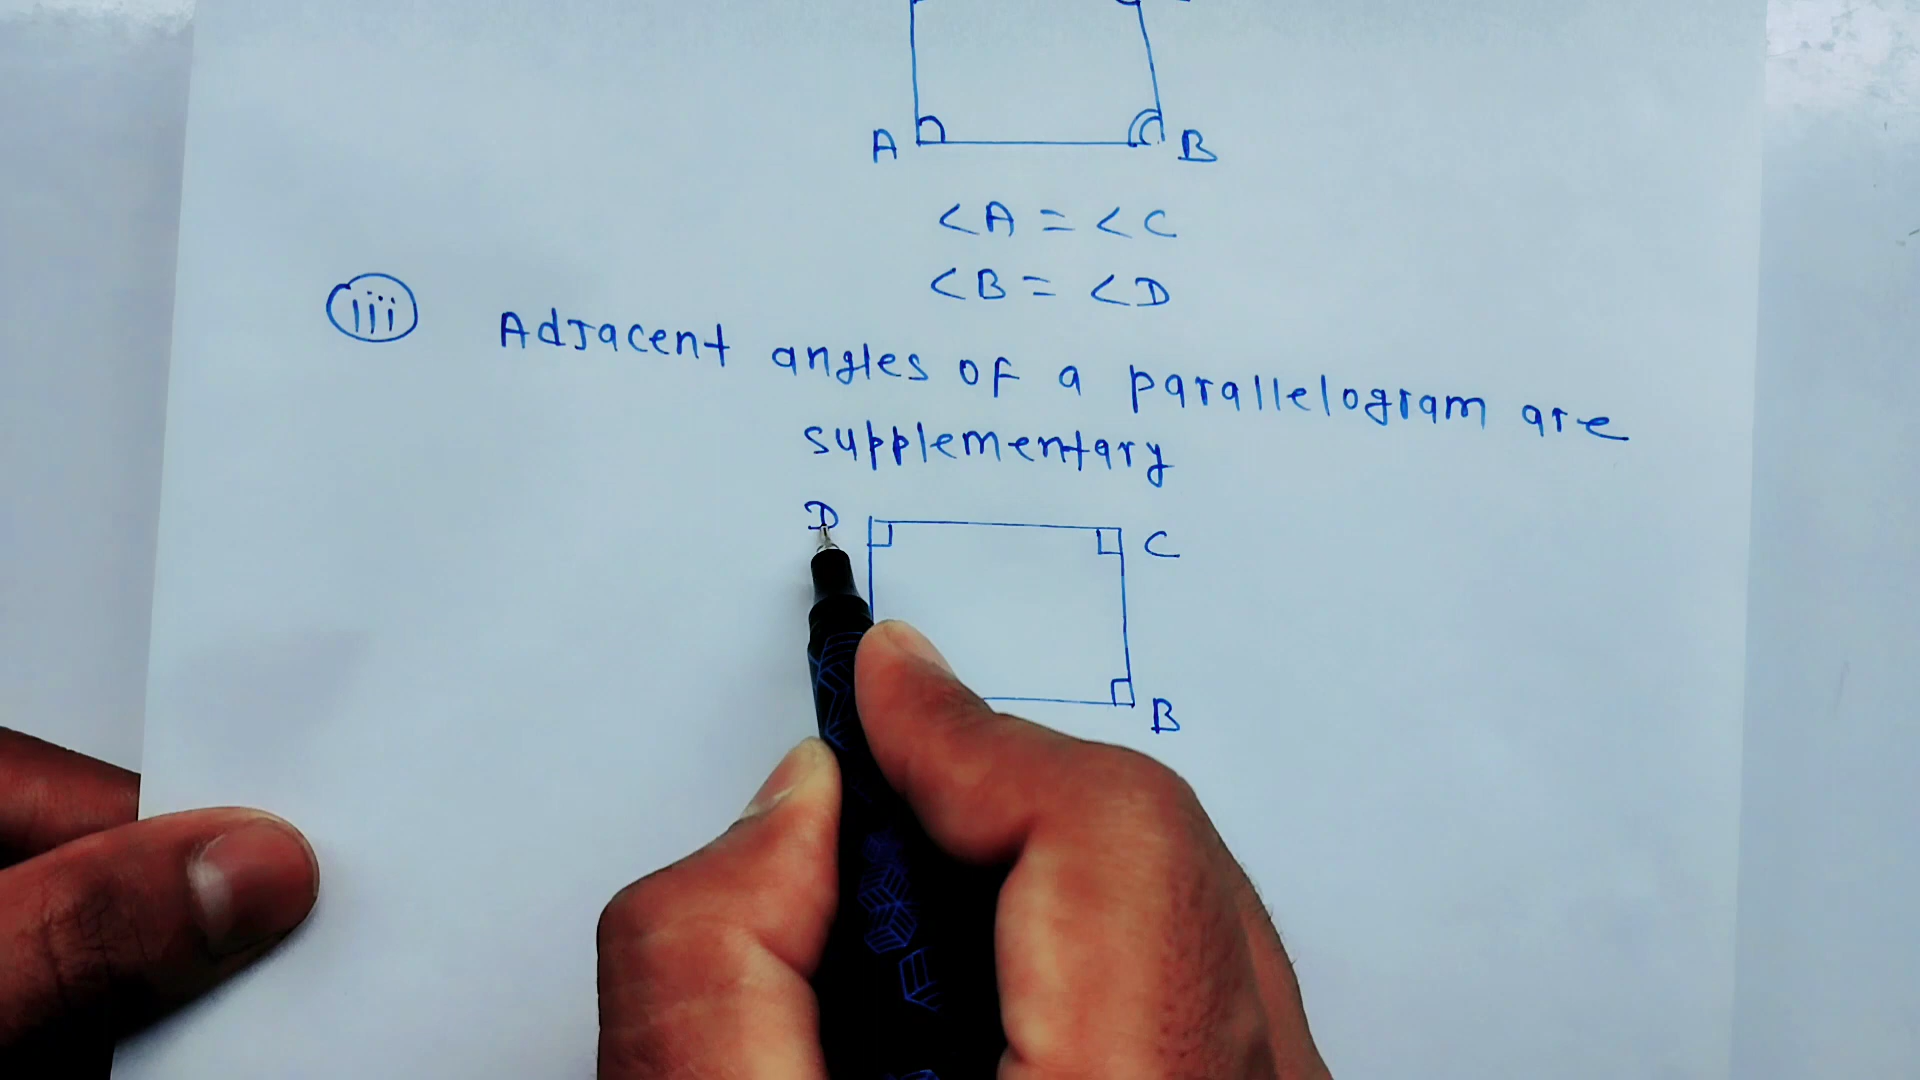 A B
<A = <C
<B = <D
iii Adjacent angles of a parallelogram are
supplementary
D C
B